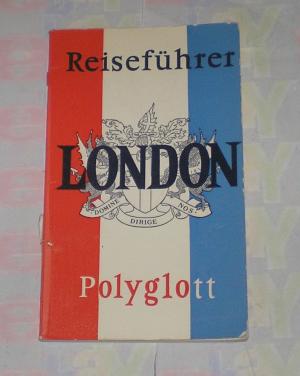 Reiseführer
LONDON
DOMINE DIRIGE NOS
Polyglott